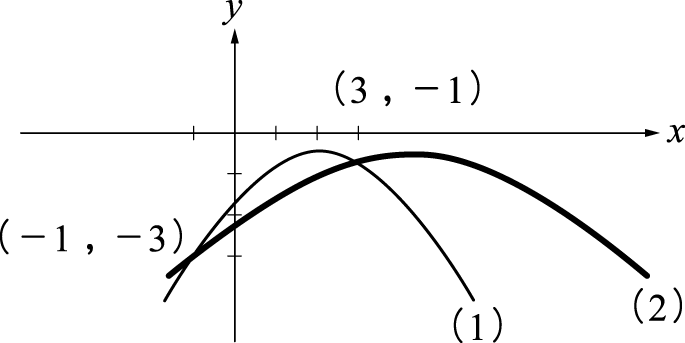 y
(3 , -1)
x
(-1 , -3)
(1)
(2)